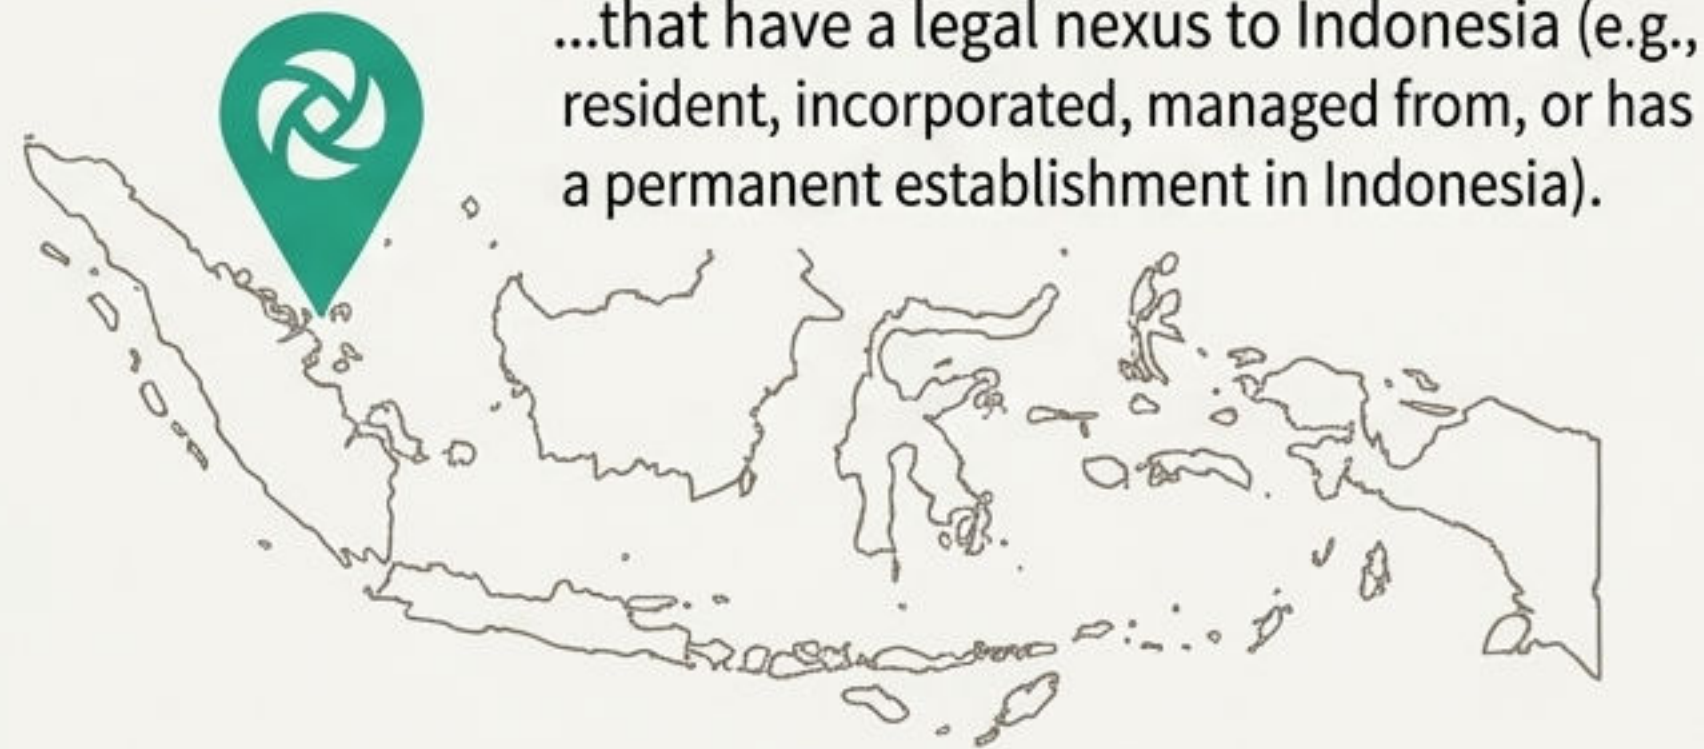 ...that have a legal nexus to Indonesia (e.g.,
resident, incorporated, managed from, or has
a permanent establishment in Indonesia).